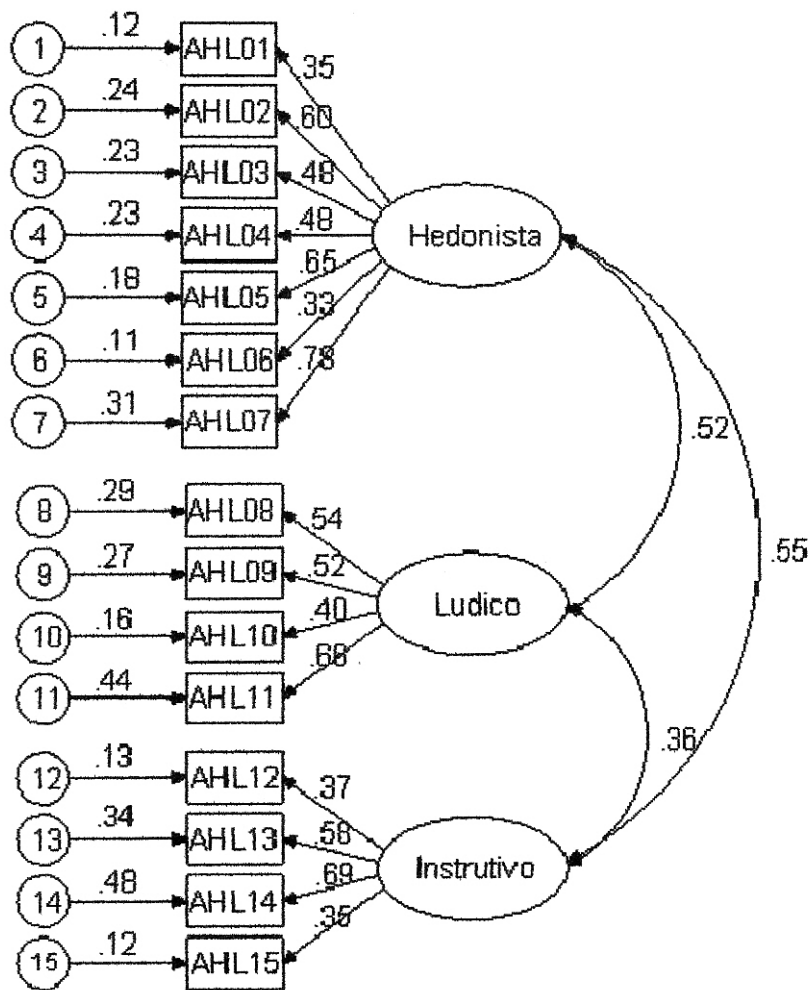 1 .12 AHL01 .35
2 .24 AHL02 .60
3 .23 AHL03 .48
4 .23 AHL04 .48
5 .18 AHL05 .65
6 .11 AHL06 .33
7 .31 AHL07 .78
Hedonista
.52
.55
8 .29 AHL08 .54
9 .27 AHL09 .52
10 .16 AHL10 .40
11 .44 AHL11 .66
Ludico
.36
12 .13 AHL12 .37
13 .34 AHL13 .58
14 .48 AHL14 .69
15 .12 AHL15 .35
Instrutivo